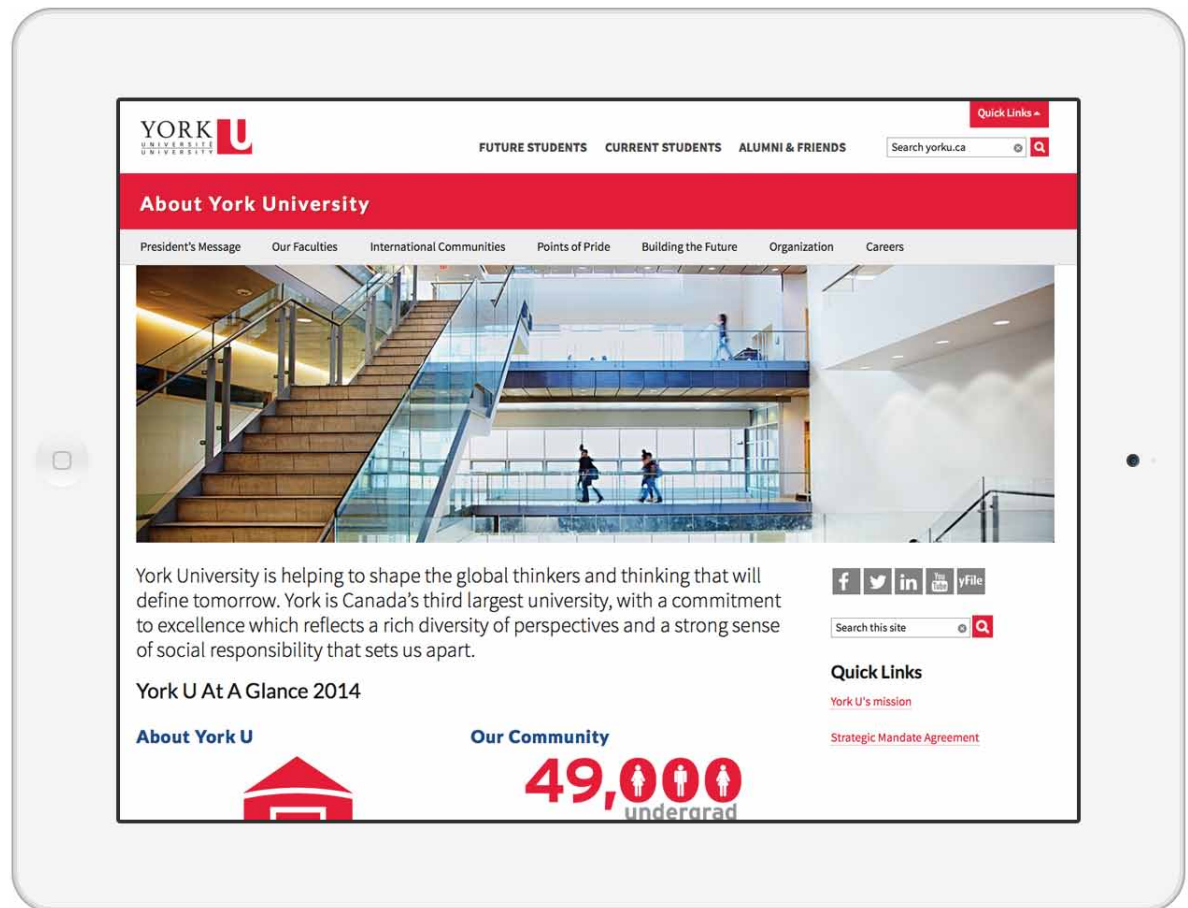 Quick Links
YORK U
UNIVERSITÉ
UNIVERSITY
FUTURE STUDENTS CURRENT STUDENTS ALUMNI & FRIENDS
Search yorku.ca
About York University
President's Message Our Faculties International Communities Points of Pride Building the Future Organization Careers
York University is helping to shape the global thinkers and thinking that will
define tomorrow. York is Canada's third largest university, with a commitment
to excellence which reflects a rich diversity of perspectives and a strong sense
of social responsibility that sets us apart.
York U At A Glance 2014
About York U
Our Community
49,000
undergrad
f in You Tube yFile
Search this site
Quick Links
York U's mission
Strategic Mandate Agreement